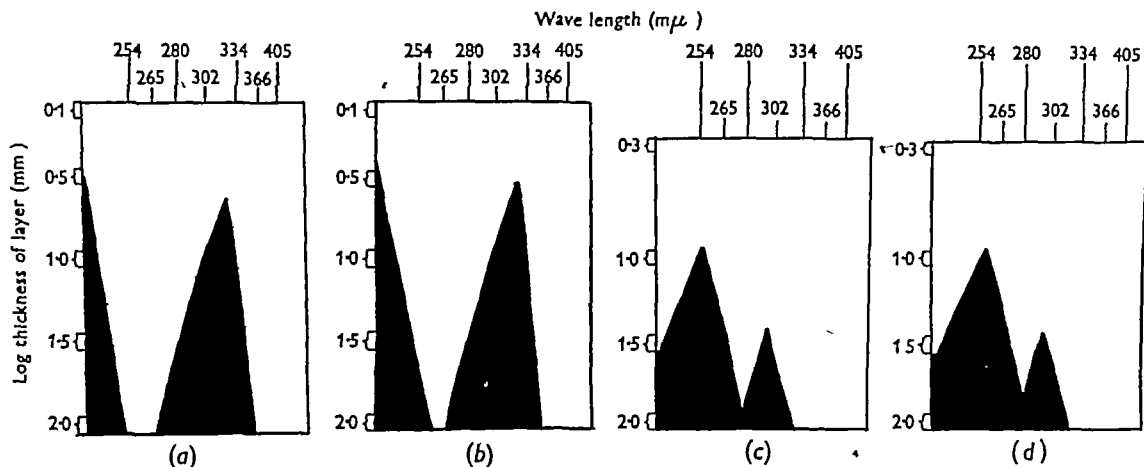 Wave length (mμ)
254 280 334 405 254 280 334 405 254 280 334 405 254 280 334 405
265 302 366 265 302 366 265 302 366 265 302 366
Log thickness of layer (mm)
0·1 0·1 0·3 0·3
0·5 0·5
1·0 1·0 1·0 1·0
1·5 1·5 1·5 1·5
2·0 2·0 2·0 2·0
(a) (b) (c) (d)